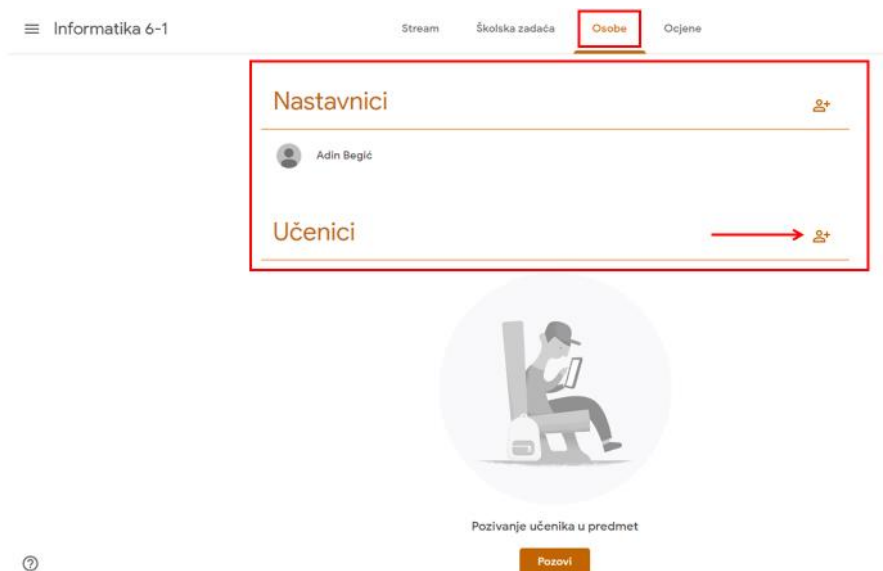 Informatika 6-1
Stream Školska zadaća Osobe Ocjene
Nastavnici
Adin Begić
Učenici
Pozivanje učenika u predmet
Pozovi